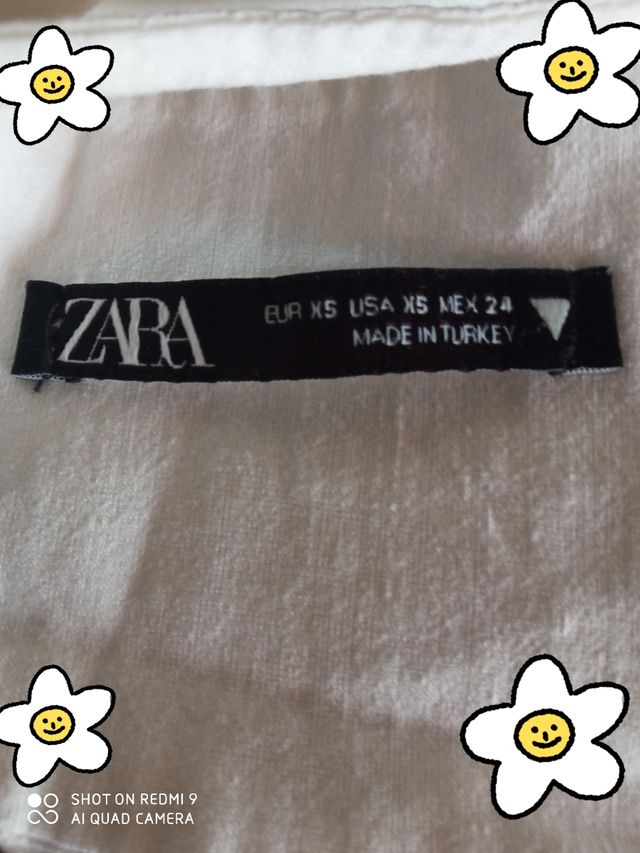 ZARA
EUR XS USA XS MEX 24
MADE IN TURKEY
SHOT ON REDMI 9
AI QUAD CAMERA